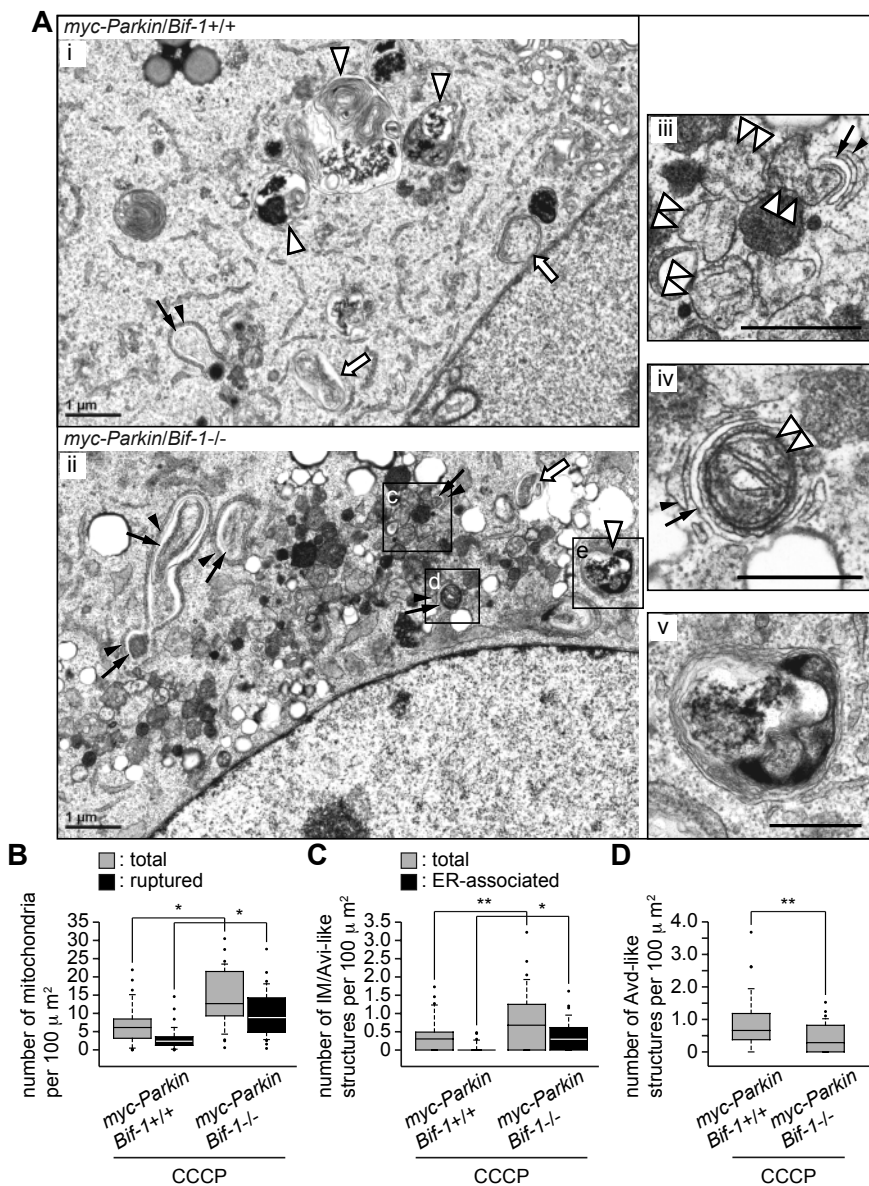 A
myc-Parkin/Bif-1+/+
i
1 μm
myc-Parkin/Bif-1-/-
ii
c
d
e
1 μm
iii
iv
v
B
: total
: ruptured
number of mitochondria
per 100 μ m²
35
30
25
20
15
10
5
0
*
*
myc-Parkin
Bif-1+/+
myc-Parkin
Bif-1-/-
CCCP
C
: total
: ER-associated
number of IM/Avi-like
structures per 100 μ m²
3.5
3.0
2.5
2.0
1.5
1.0
0.5
0
**
*
myc-Parkin
Bif-1+/+
myc-Parkin
Bif-1-/-
CCCP
D
number of Avd-like
structures per 100 μ m²
4.0
3.0
2.0
1.0
0
**
myc-Parkin
Bif-1+/+
myc-Parkin
Bif-1-/-
CCCP